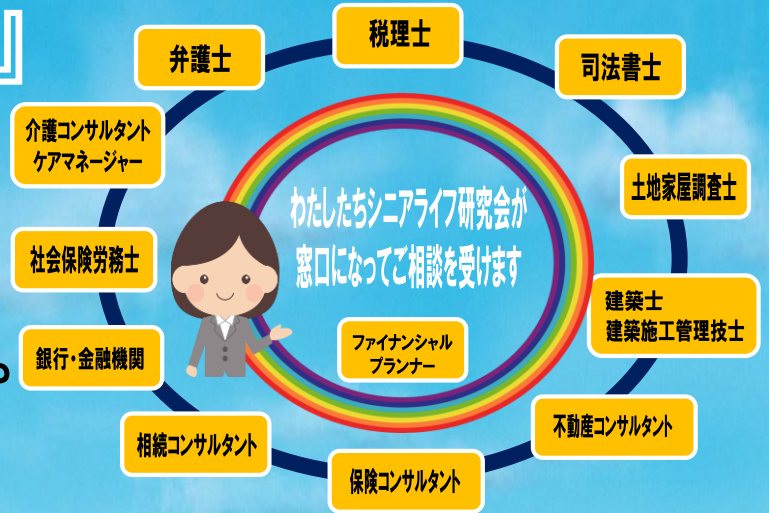 』
税理士
弁護士
司法書士
介護コンサルタント
ケアマネージャー
土地家屋調査士
わたしたちシニアライフ研究会が
窓口になってご相談を受けます
社会保険労務士
建築士
建築施工管理技士
ファイナンシャル
プランナー
銀行・金融機関
。
不動産コンサルタント
相続コンサルタント
保険コンサルタント